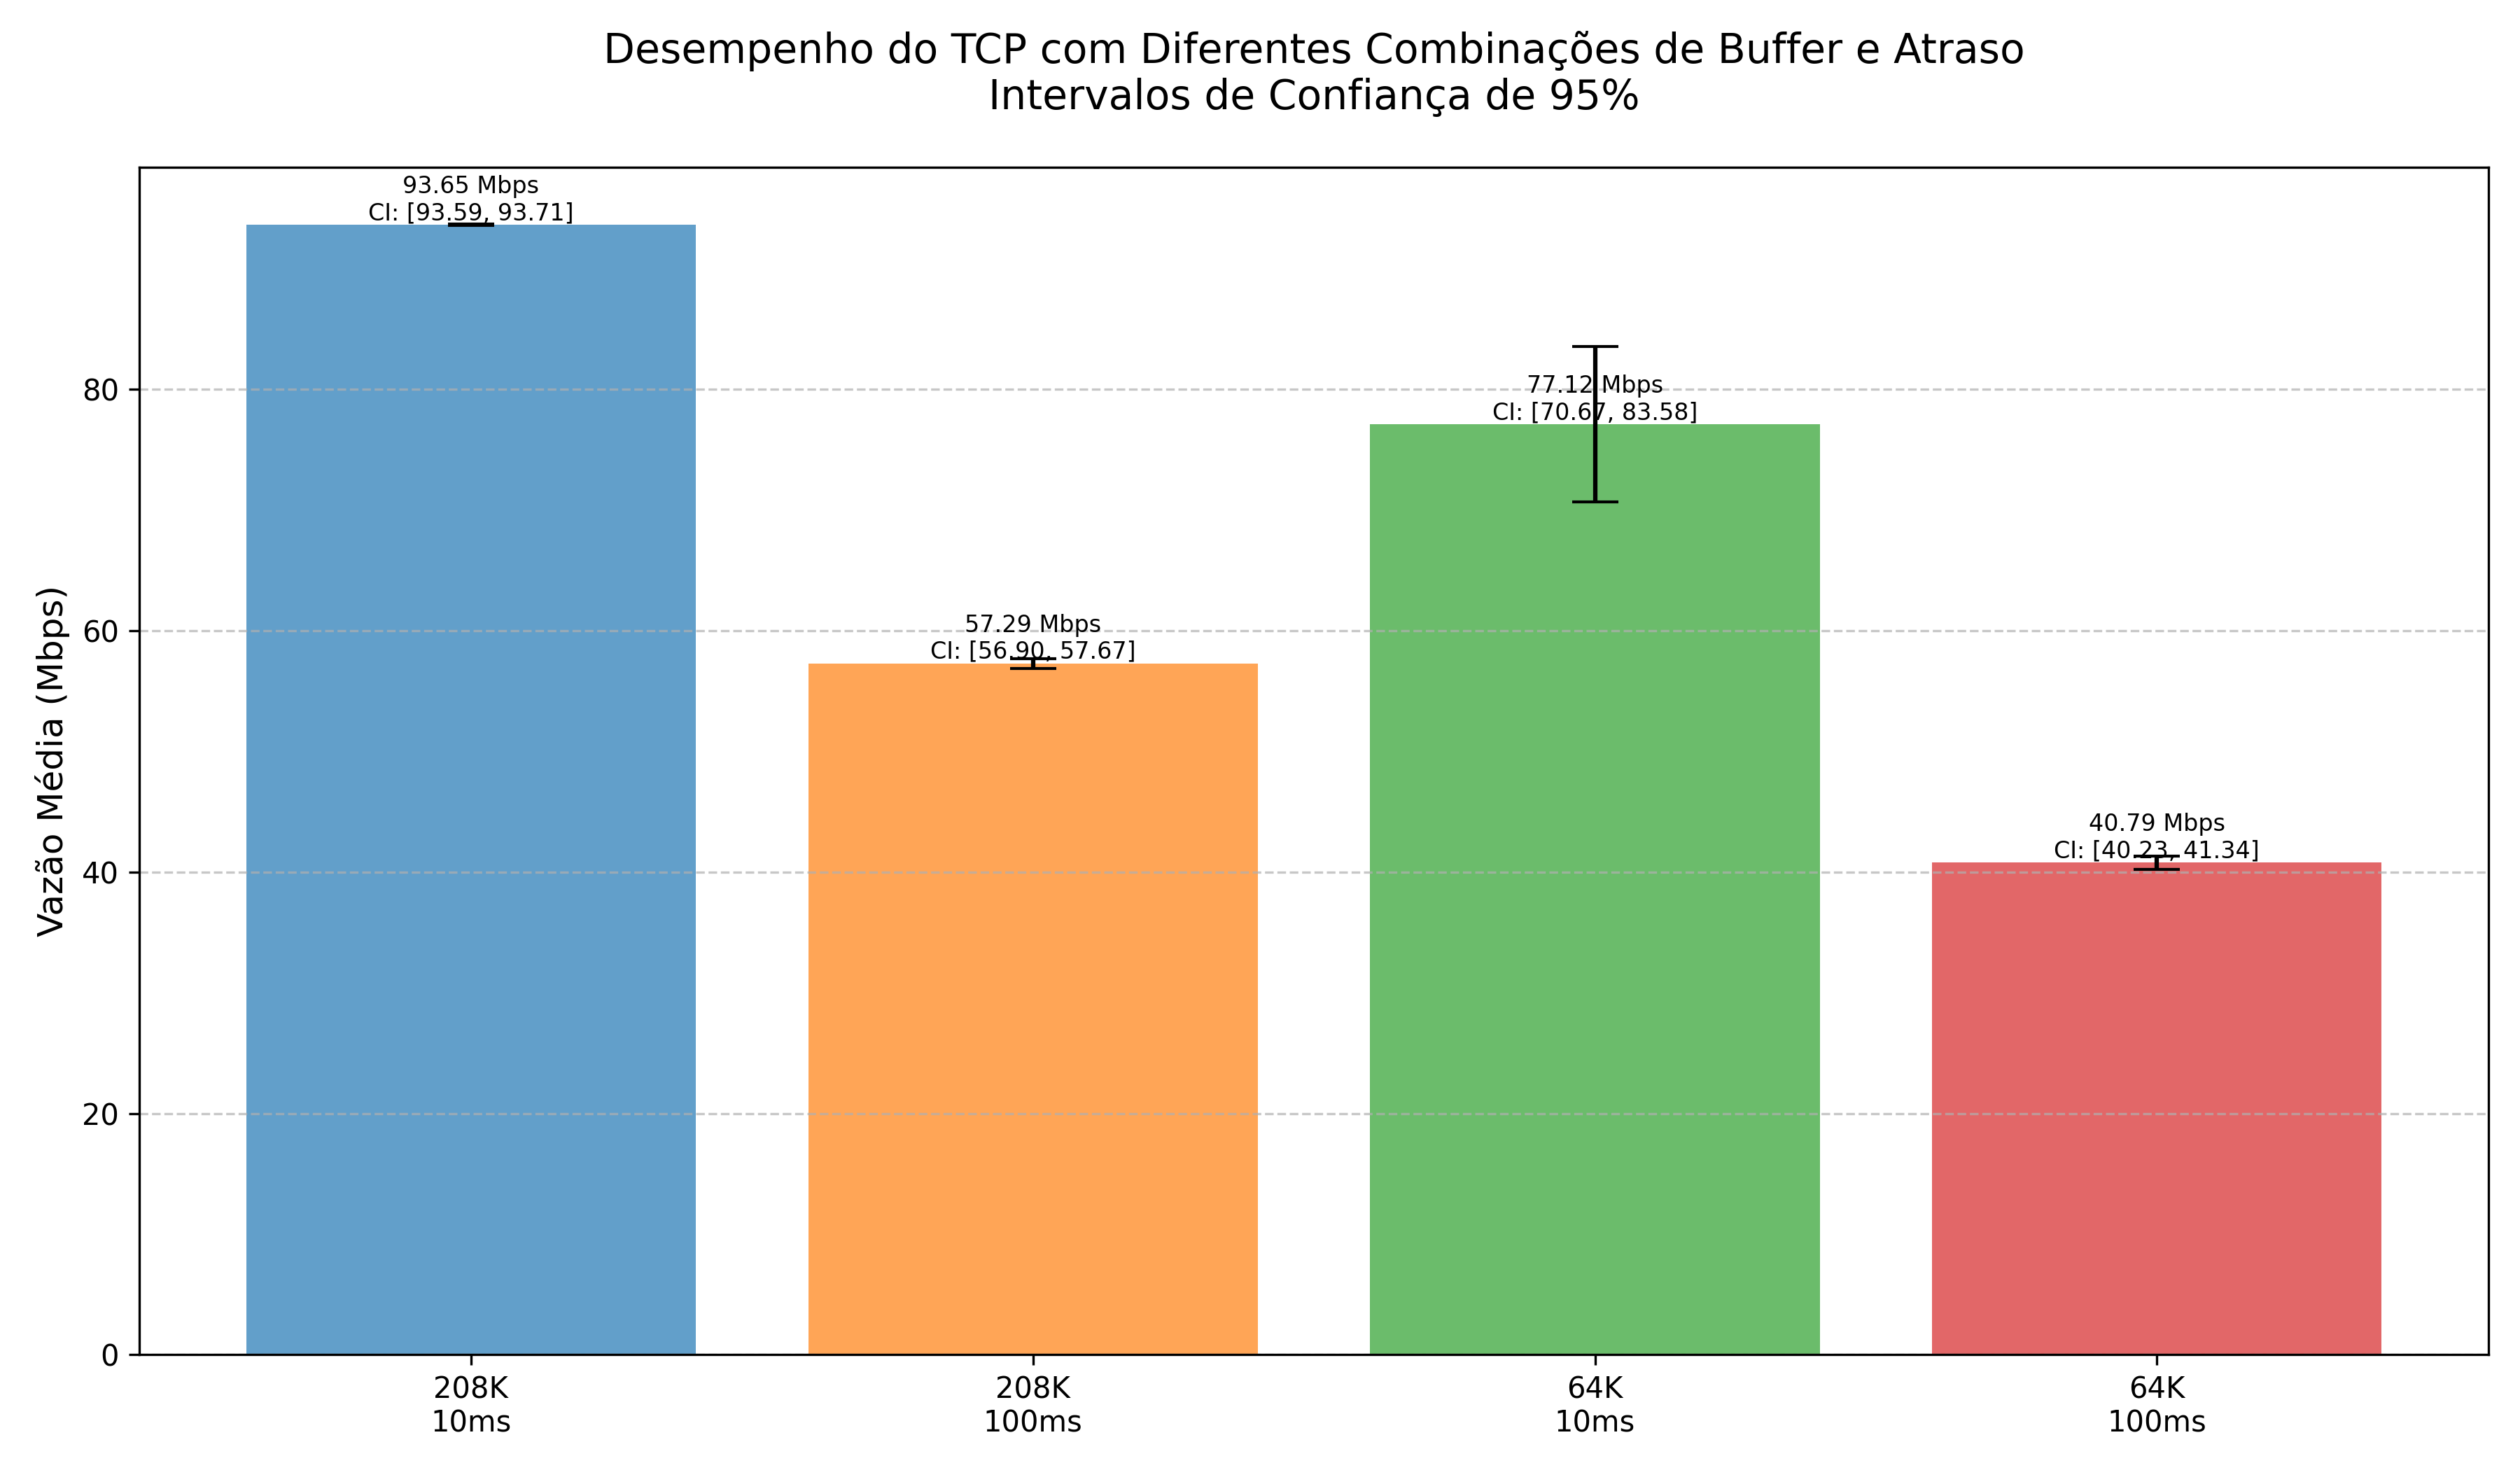 Desempenho do TCP com Diferentes Combinações de Buffer e Atraso
Intervalos de Confiança de 95%
Vazão Média (Mbps)
80
60
40
20
0
93.65 Mbps
CI: [93.59, 93.71]
57.29 Mbps
CI: [56.90, 57.67]
77.12 Mbps
CI: [70.67, 83.58]
40.79 Mbps
CI: [40.23, 41.34]
208K
10ms
208K
100ms
64K
10ms
64K
100ms